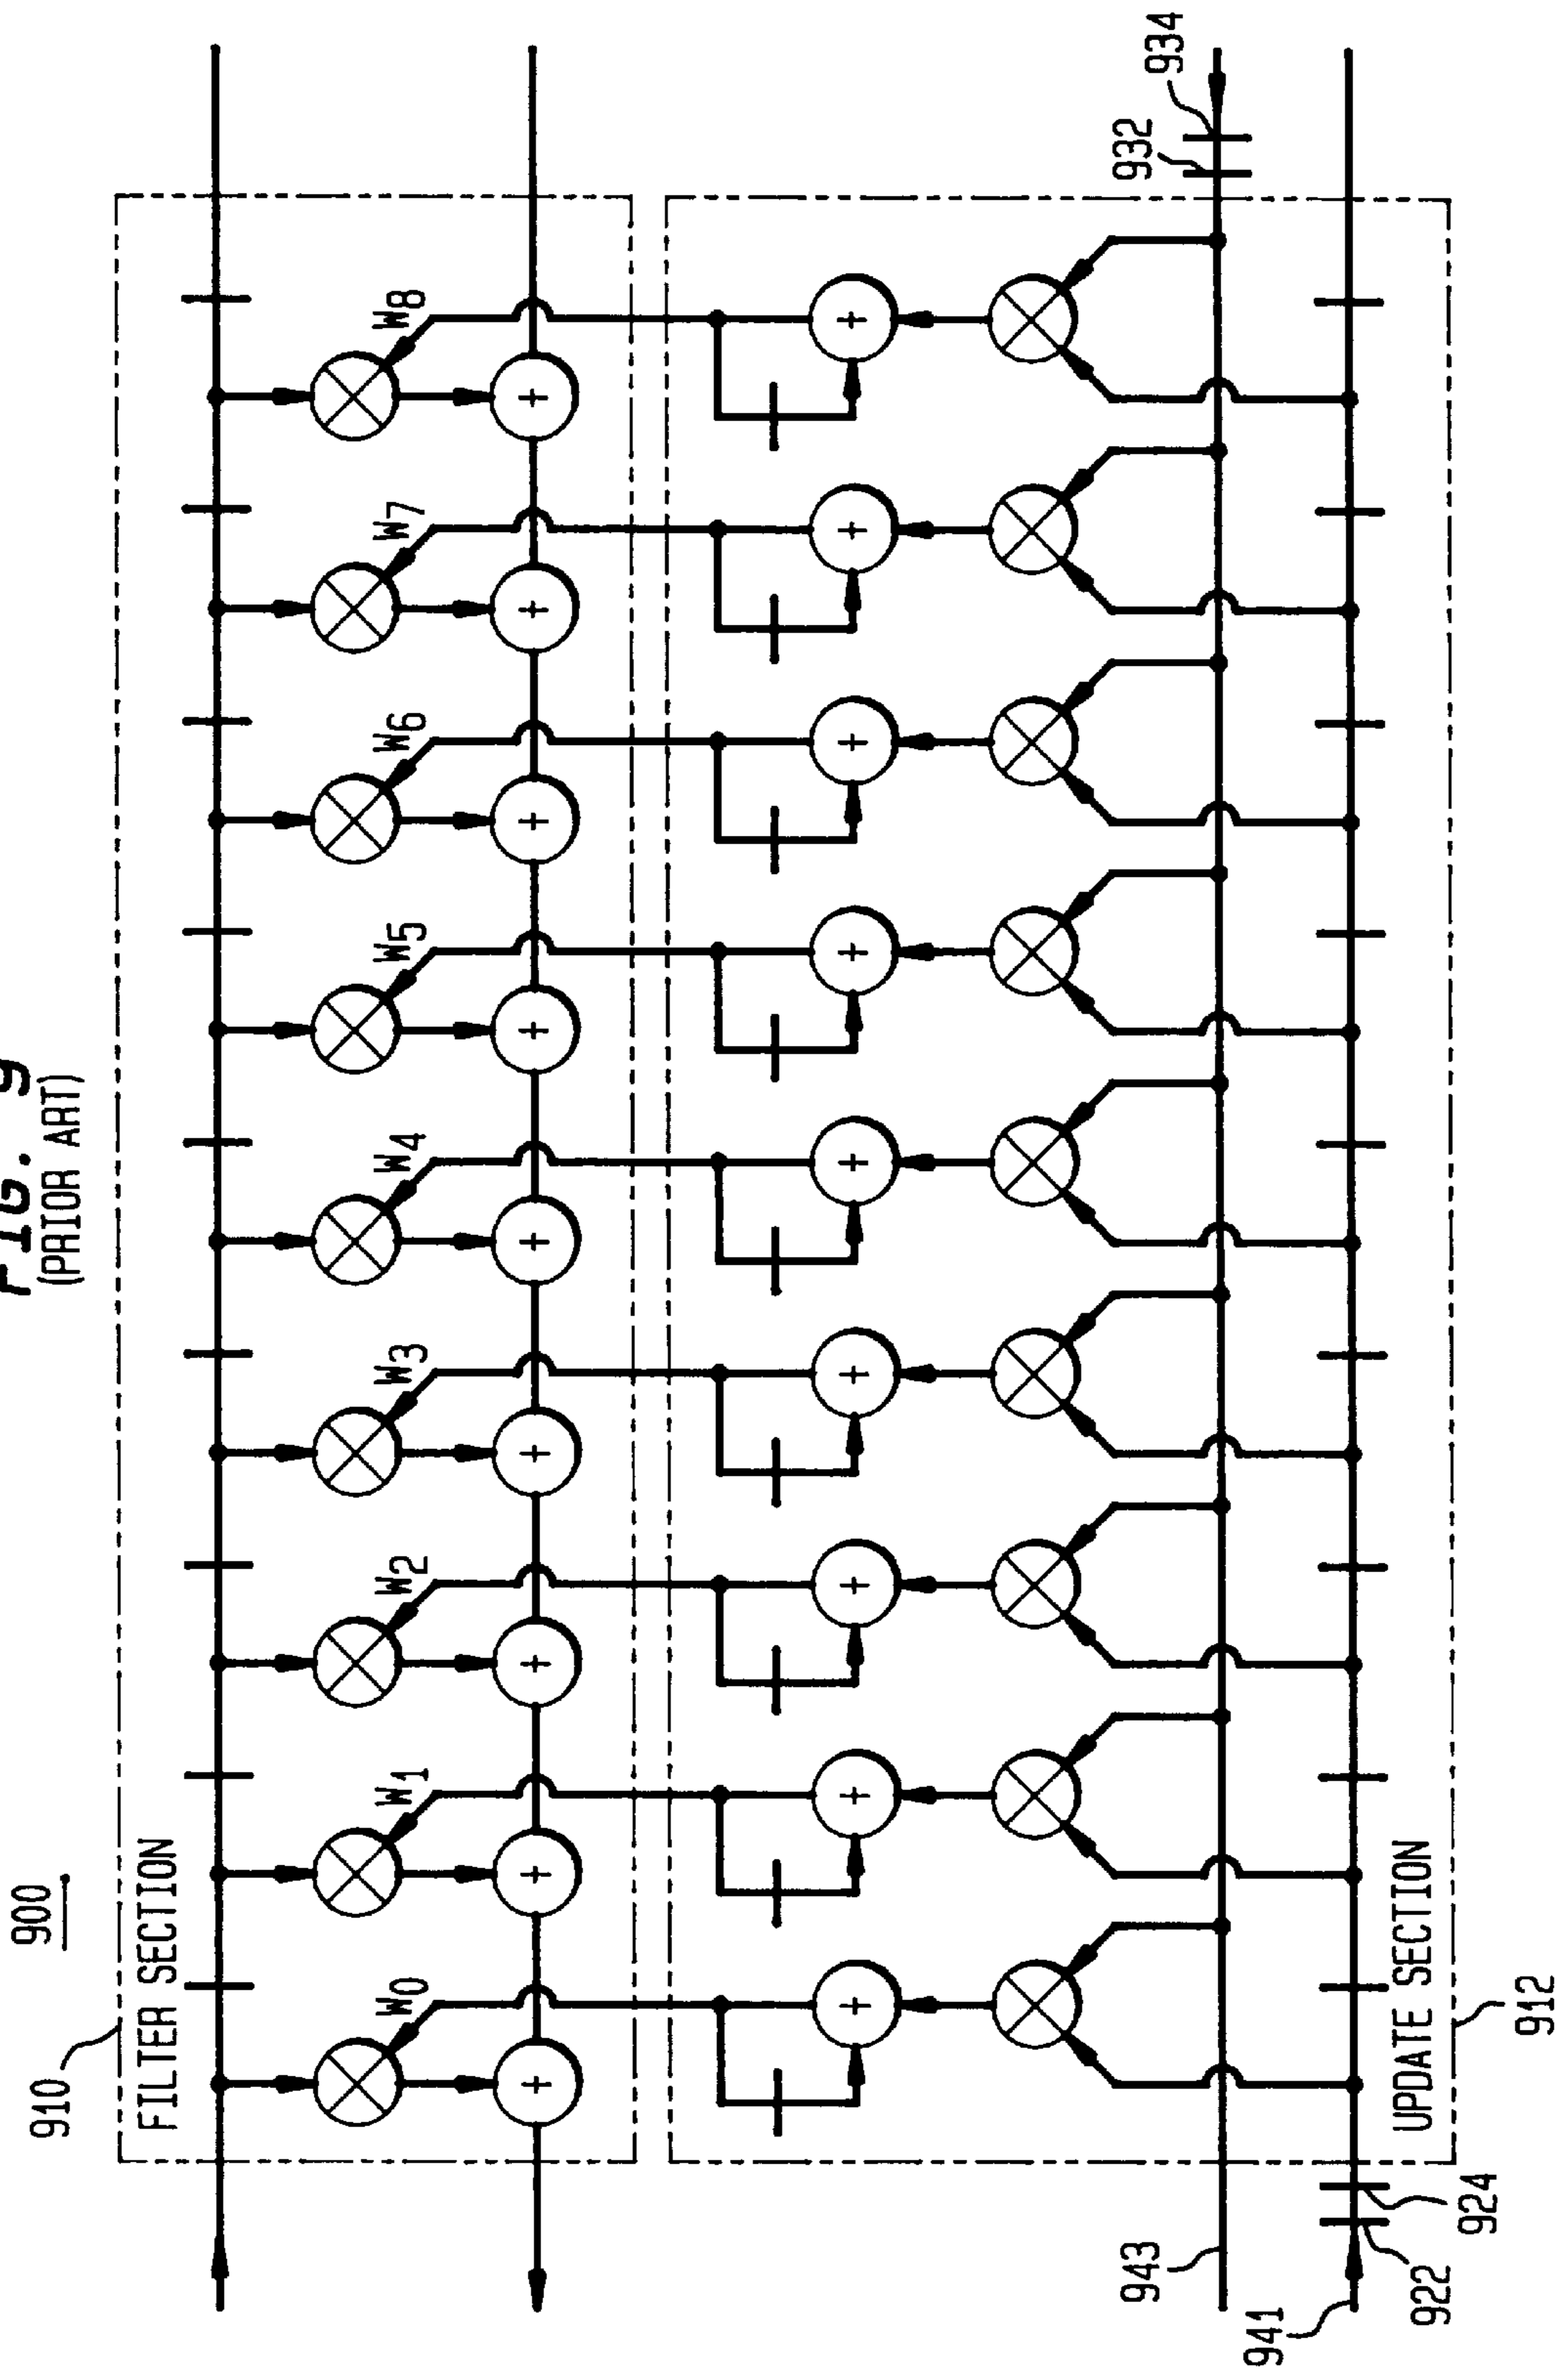 FIG. 9
(PRIOR ART)
900
910
FILTER SECTION
W0
W1
W2
W3
W4
W5
W6
W7
W8
943
941
922
924
932
934
UPDATE SECTION
912